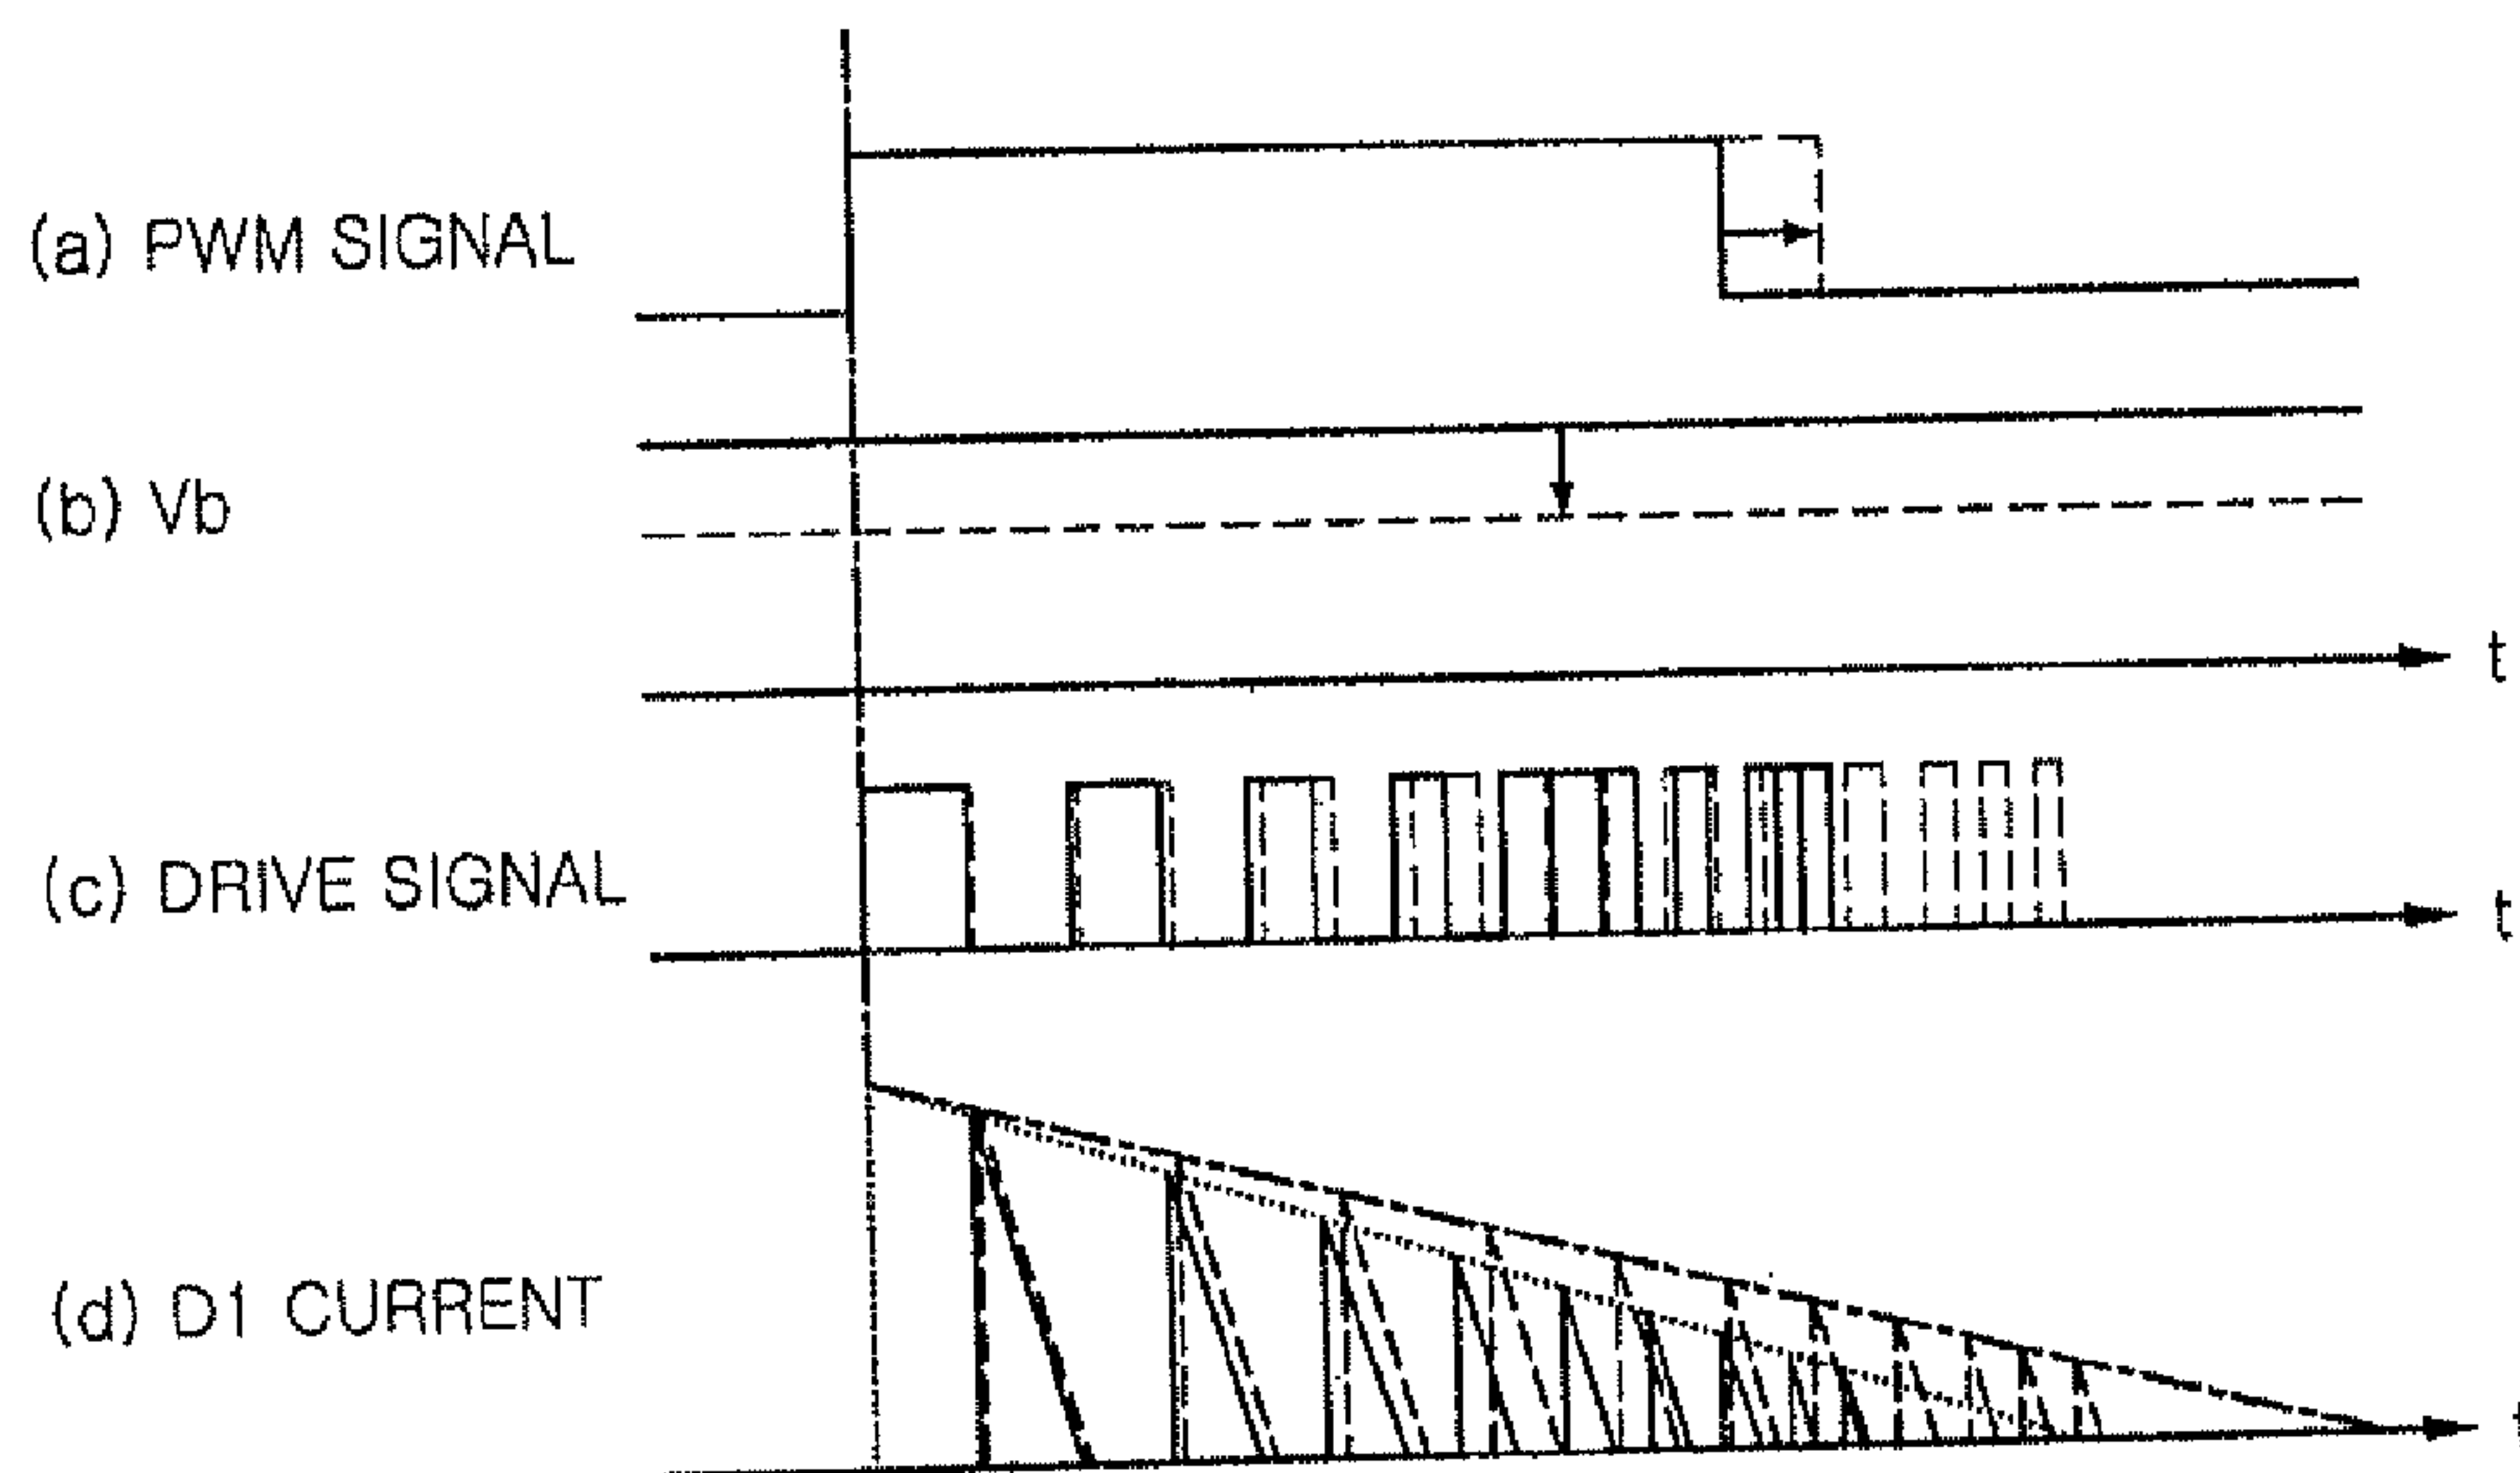 (a) PWM SIGNAL
(b) Vb
t
(c) DRIVE SIGNAL
t
(d) D1 CURRENT